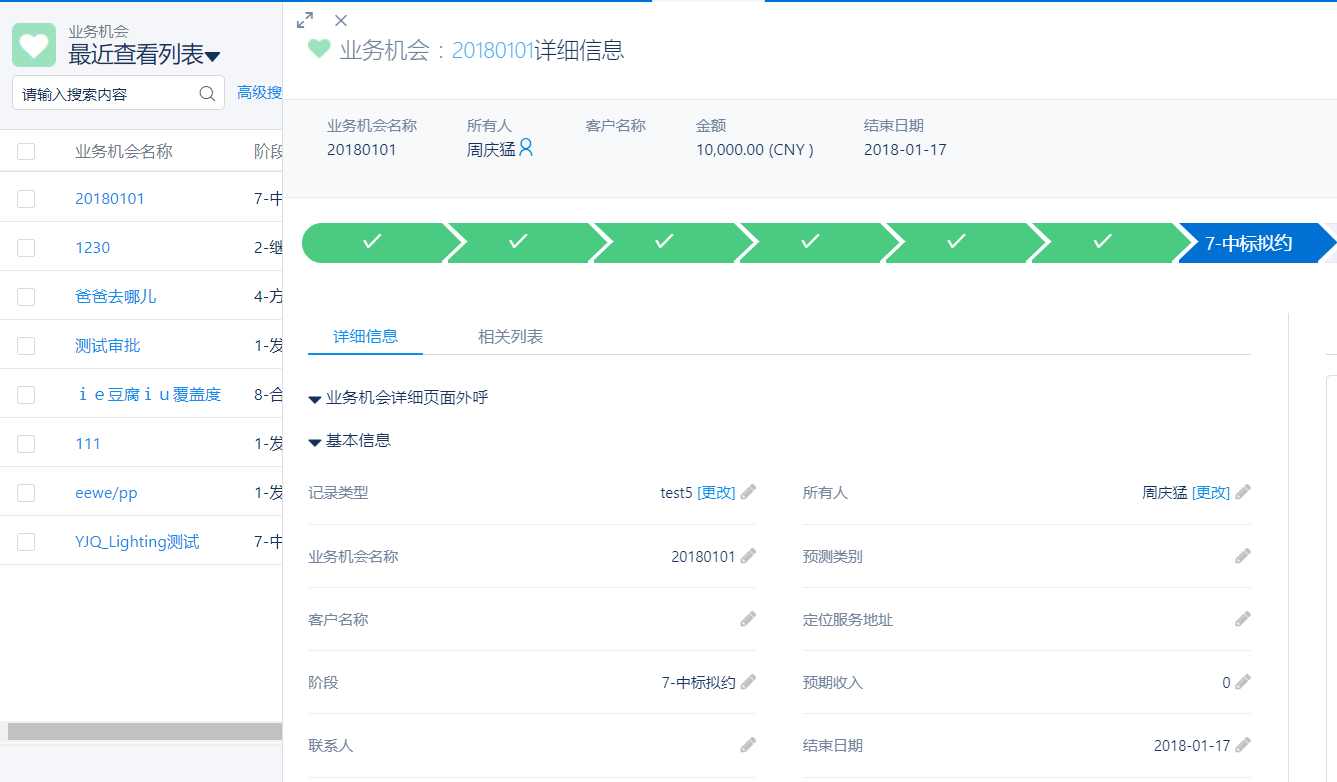 业务机会
最近查看列表
请输入搜索内容
高级搜
业务机会名称 阶段
20180101 7-中
1230 2-继
爸爸去哪儿 4-方
测试审批 1-发
ｉｅ豆腐ｉｕ覆盖度 8-合
111 1-发
eewe/pp 1-发
YJQ_Lighting测试 7-中
业务机会：20180101详细信息
业务机会名称 所有人 客户名称 金额 结束日期
20180101 周庆猛 10,000.00 (CNY ) 2018-01-17
7-中标拟约
详细信息 相关列表
业务机会详细页面外呼
基本信息
记录类型 test5 [更改] 所有人 周庆猛 [更改]
业务机会名称 20180101 预测类别
客户名称 定位服务地址
阶段 7-中标拟约 预期收入 0
联系人 结束日期 2018-01-17